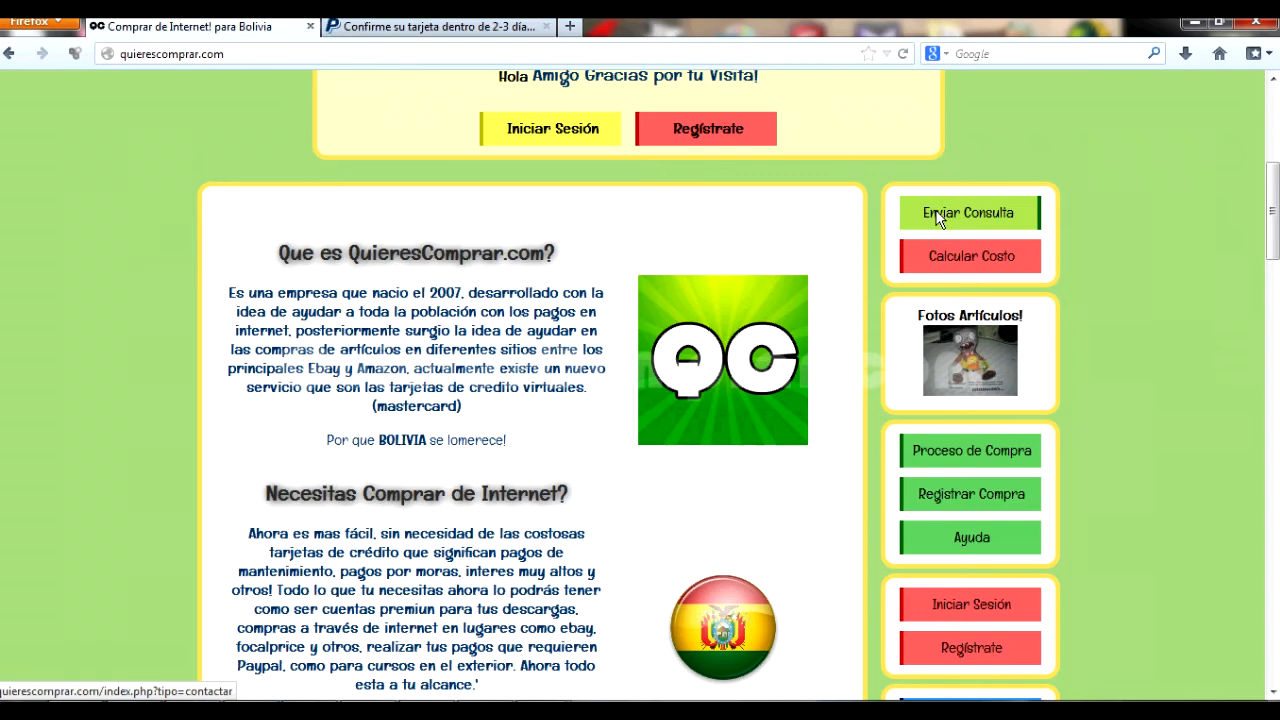 Firefox
Comprar de Internet! para Bolivia
Confirme su tarjeta dentro de 2-3 día...
quierescomprar.com
Google
Hola Amigo Gracias por tu Visita!
Iniciar Sesión
Regístrate
Que es QuieresComprar.com?
Es una empresa que nacio el 2007, desarrollado con la
idea de ayudar a toda la población con los pagos en
internet, posteriormente surgio la idea de ayudar en
las compras de artículos en diferentes sitios entre los
principales Ebay y Amazon, actualmente existe un nuevo
servicio que son las tarjetas de credito virtuales.
(mastercard)
Por que BOLIVIA se lomerece!
QC
Necesitas Comprar de Internet?
Ahora es mas fácil, sin necesidad de las costosas
tarjetas de crédito que significan pagos de
mantenimiento, pagos por moras, interes muy altos y
otros! Todo lo que tu necesitas ahora lo podrás tener
como ser cuentas premiun para tus descargas,
compras a través de internet en lugares como ebay,
focalprice y otros, realizar tus pagos que requieren
Paypal, como para cursos en el exterior. Ahora todo
esta a tu alcance.'
Enviar Consulta
Calcular Costo
Fotos Artículos!
Proceso de Compra
Registrar Compra
Ayuda
Iniciar Sesión
Regístrate
quierescomprar.com/index.php?tipo=contactar